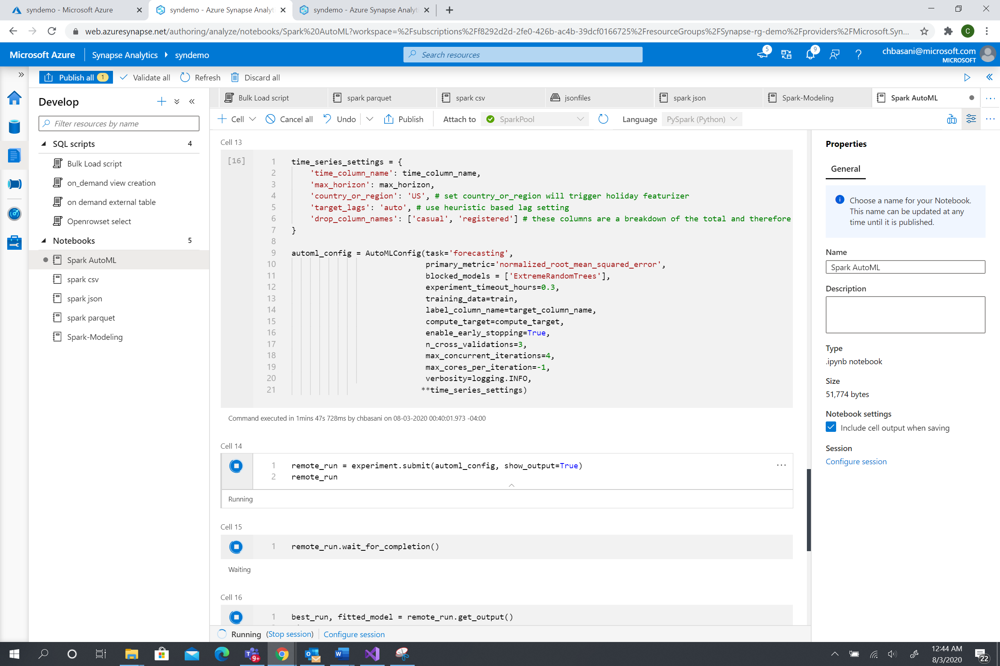 syndemo - Microsoft Azure
syndemo - Azure Synapse Analyt
syndemo - Azure Synapse Analyt
web.azuresynapse.net/authoring/analyze/notebooks/Spark%20AutoML?workspace=%2Fsubscriptions%2Ff8292d2d-2fe0-426b-ac4b-39dcf0166725%2FresourceGroups%2FSynapse-rg-demo%2Fproviders%2FMicrosoft.Syn...
C
Microsoft Azure
Synapse Analytics
syndemo
Search resources
5
9
chbasani@microsoft.com
MICROSOFT
Publish all 1
Validate all
Refresh
Discard all
Develop
Filter resources by name
SQL scripts 4
Bulk Load script
on_demand view creation
on demand external table
Openrowset select
Notebooks 5
Spark AutoML
spark csv
spark json
spark parquet
Spark-Modeling
Bulk Load script
spark parquet
spark csv
jsonfiles
spark json
Spark-Modeling
Spark AutoML
Cell
Cancel all
Undo
Publish
Attach to
SparkPool
Language
PySpark (Python)
Cell 13
[16]
1 time_series_settings = {
2 'time_column_name': time_column_name,
3 'max_horizon': max_horizon,
4 'country_or_region': 'US', # set country_or_region will trigger holiday featurizer
5 'target_lags': 'auto', # use heuristic based lag setting
6 'drop_column_names': ['casual', 'registered'] # these columns are a breakdown of the total and therefore
7 }
8
9 automl_config = AutoMLConfig(task='forecasting',
10 primary_metric='normalized_root_mean_squared_error',
11 blocked_models = ['ExtremeRandomTrees'],
12 experiment_timeout_hours=0.3,
13 training_data=train,
14 label_column_name=target_column_name,
15 compute_target=compute_target,
16 enable_early_stopping=True,
17 n_cross_validations=3,
18 max_concurrent_iterations=4,
19 max_cores_per_iteration=-1,
20 verbosity=logging.INFO,
21 **time_series_settings)
Command executed in 1mins 47s 728ms by chbasani on 08-03-2020 00:40:01.973 -04:00
Cell 14
1 remote_run = experiment.submit(automl_config, show_output=True)
2 remote_run
Running
Cell 15
1 remote_run.wait_for_completion()
Waiting
Cell 16
1 best_run, fitted_model = remote_run.get_output()
Running (Stop session)
Configure session
Properties
General
Choose a name for your Notebook.
This name can be updated at any
time until it is published.
Name
Spark AutoML
Description
Type
.ipynb notebook
Size
51,774 bytes
Notebook settings
Include cell output when saving
Session
Configure session
9+
12:44 AM
8/3/2020
22